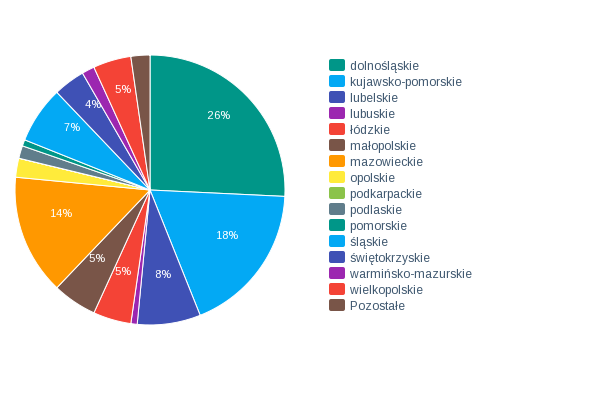 26%
18%
8%
5%
5%
14%
7%
4%
5%
dolnośląskie
kujawsko-pomorskie
lubelskie
lubuskie
łódzkie
małopolskie
mazowieckie
opolskie
podkarpackie
podlaskie
pomorskie
śląskie
świętokrzyskie
warmińsko-mazurskie
wielkopolskie
Pozostałe